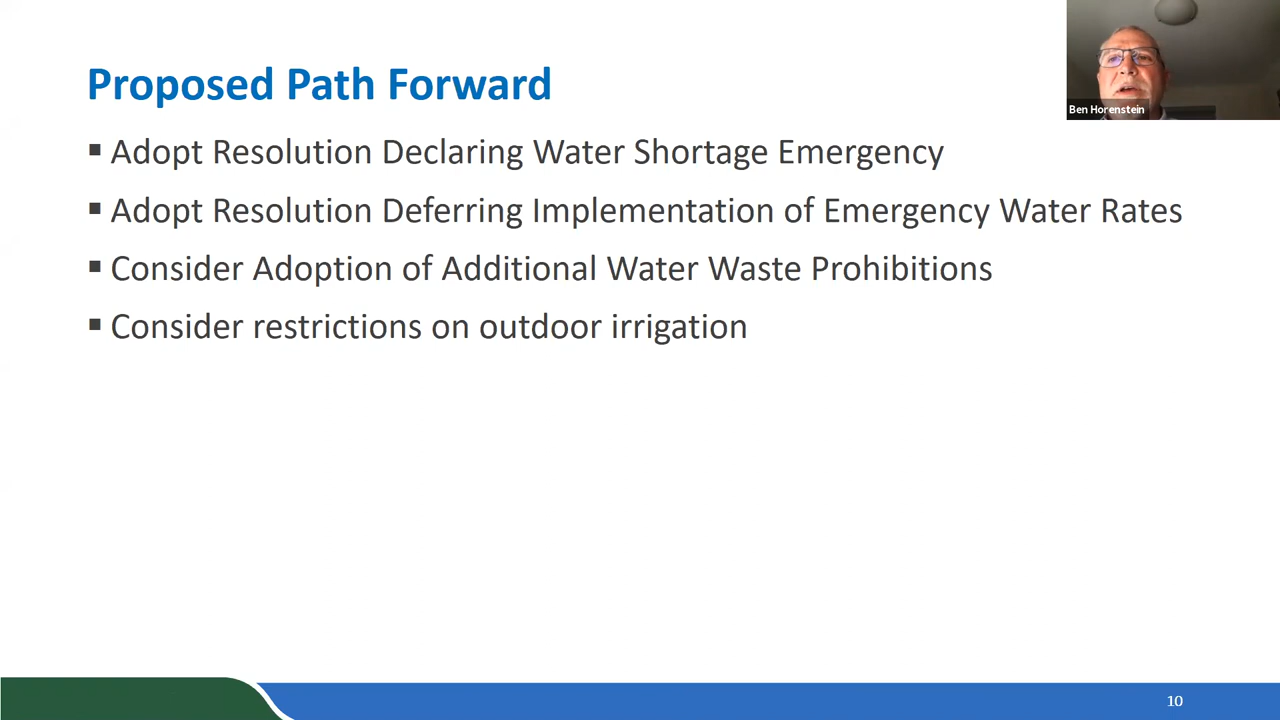 Proposed Path Forward
Ben Horenstein
▪ Adopt Resolution Declaring Water Shortage Emergency
▪ Adopt Resolution Deferring Implementation of Emergency Water Rates
▪ Consider Adoption of Additional Water Waste Prohibitions
▪ Consider restrictions on outdoor irrigation
10